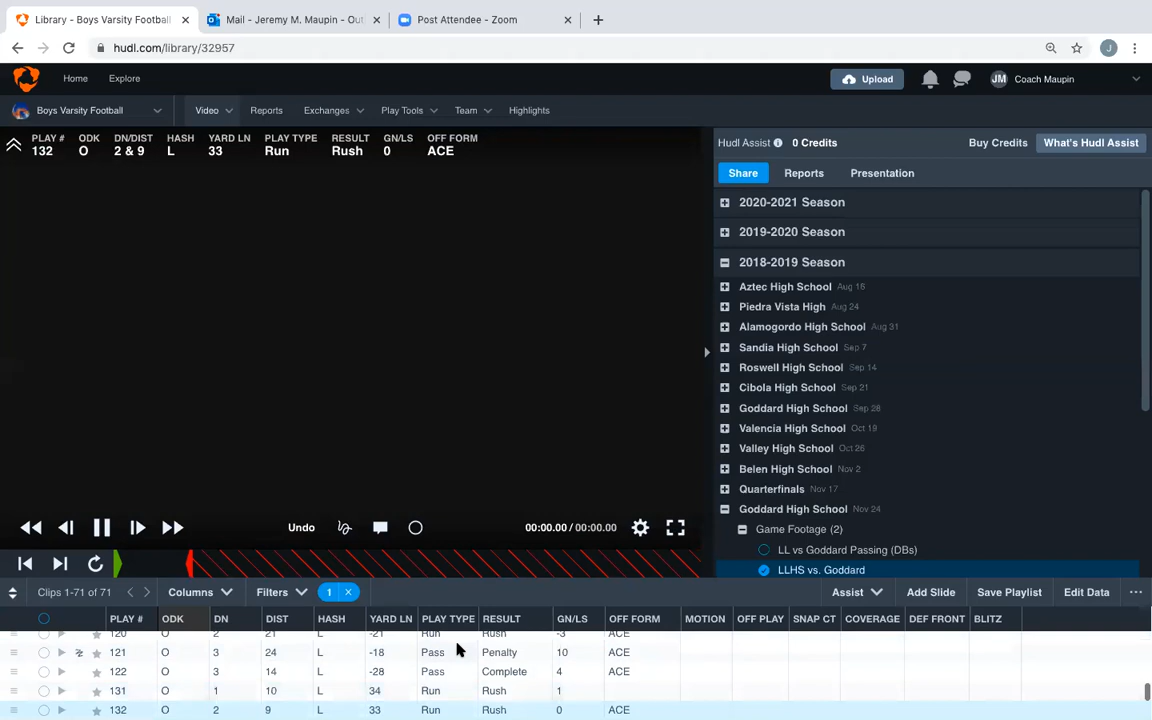 Library - Boys Varsity Football
Mail - Jeremy M. Maupin - Out
Post Attendee - Zoom
hudl.com/library/32957
J
Home Explore
Upload
JM Coach Maupin
Boys Varsity Football Video Reports Exchanges Play Tools Team Highlights
PLAY # ODK DN/DIST HASH YARD LN PLAY TYPE RESULT GN/LS OFF FORM
132 O 2 & 9 L 33 Run Rush 0 ACE
Hudl Assist 0 Credits Buy Credits What's Hudl Assist
Share Reports Presentation
2020-2021 Season
2019-2020 Season
2018-2019 Season
Aztec High School Aug 16
Piedra Vista High Aug 24
Alamogordo High School Aug 31
Sandia High School Sep 7
Roswell High School Sep 14
Cibola High School Sep 21
Goddard High School Sep 28
Valencia High School Oct 19
Valley High School Oct 26
Belen High School Nov 2
Quarterfinals Nov 17
Goddard High School Nov 24
Game Footage (2)
LL vs Goddard Passing (DBs)
LLHS vs. Goddard
Undo 00:00.00 / 00:00.00
Clips 1-71 of 71 Columns Filters 1 Assist Add Slide Save Playlist Edit Data
PLAY # ODK DN DIST HASH YARD LN PLAY TYPE RESULT GN/LS OFF FORM MOTION OFF PLAY SNAP CT COVERAGE DEF FRONT BLITZ
120 O 2 21 L -21 Run Rush -3 ACE
121 O 3 24 L -18 Pass Penalty 10 ACE
122 O 3 14 L -28 Pass Complete 4 ACE
131 O 1 10 L 34 Run Rush 1
132 O 2 9 L 33 Run Rush 0 ACE